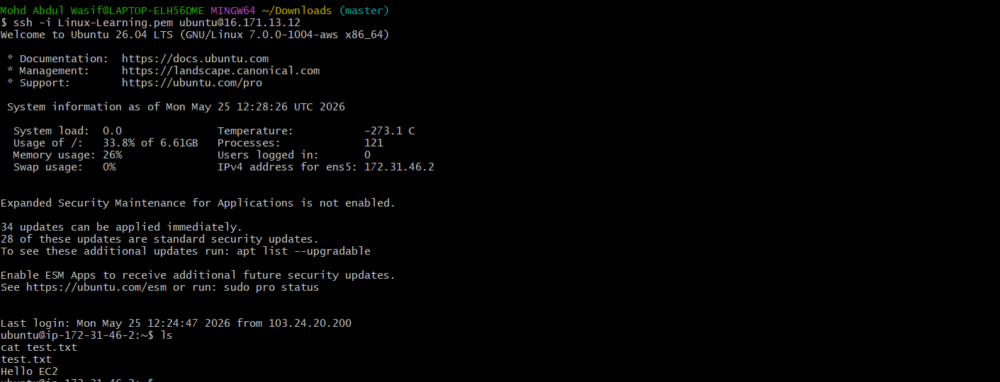 Mohd Abdul Wasif@LAPTOP-ELH56DME MINGW64 ~/Downloads (master)
$ ssh -i Linux-Learning.pem ubuntu@16.171.13.12
Welcome to Ubuntu 26.04 LTS (GNU/Linux 7.0.0-1004-aws x86_64)

 * Documentation:  https://docs.ubuntu.com
 * Management:     https://landscape.canonical.com
 * Support:        https://ubuntu.com/pro

 System information as of Mon May 25 12:28:26 UTC 2026

  System load:  0.0               Temperature:           -273.1 C
  Usage of /:   33.8% of 6.61GB   Processes:             121
  Memory usage: 26%               Users logged in:       0
  Swap usage:   0%                IPv4 address for ens5: 172.31.46.2

Expanded Security Maintenance for Applications is not enabled.

34 updates can be applied immediately.
28 of these updates are standard security updates.
To see these additional updates run: apt list --upgradable

Enable ESM Apps to receive additional future security updates.
See https://ubuntu.com/esm or run: sudo pro status

Last login: Mon May 25 12:24:47 2026 from 103.24.20.200
ubuntu@ip-172-31-46-2:~$ ls
cat test.txt
test.txt
Hello EC2
ubuntu@ip-172-31-46-2:~$